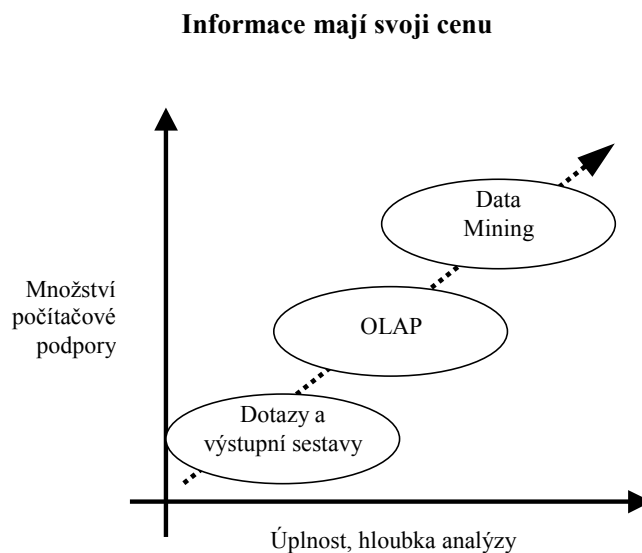 Informace mají svoji cenu
Data
Mining
Množství
počítačové
podpory
OLAP
Dotazy a
výstupní sestavy
Úplnost, hloubka analýzy